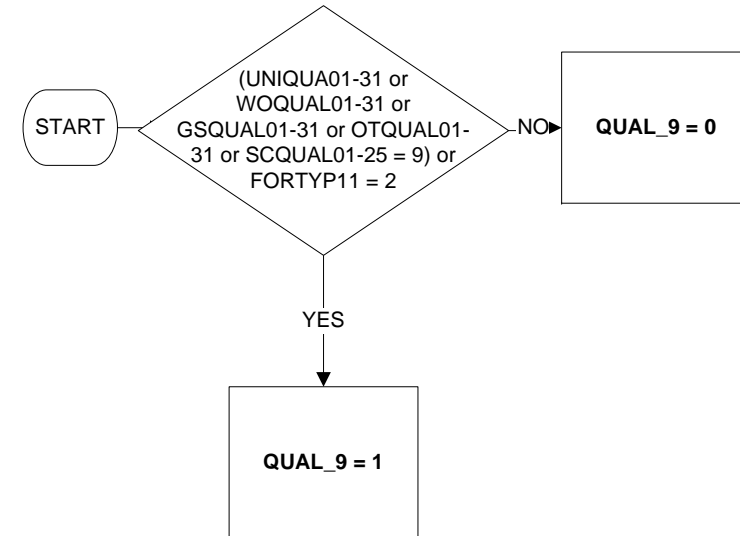 START
(UNIQUA01-31 or
WOQUAL01-31 or
GSQUAL01-31 or OTQUAL01-
31 or SCQUAL01-25 = 9) or
FORTYP11 = 2
NO
QUAL_9 = 0
YES
QUAL_9 = 1